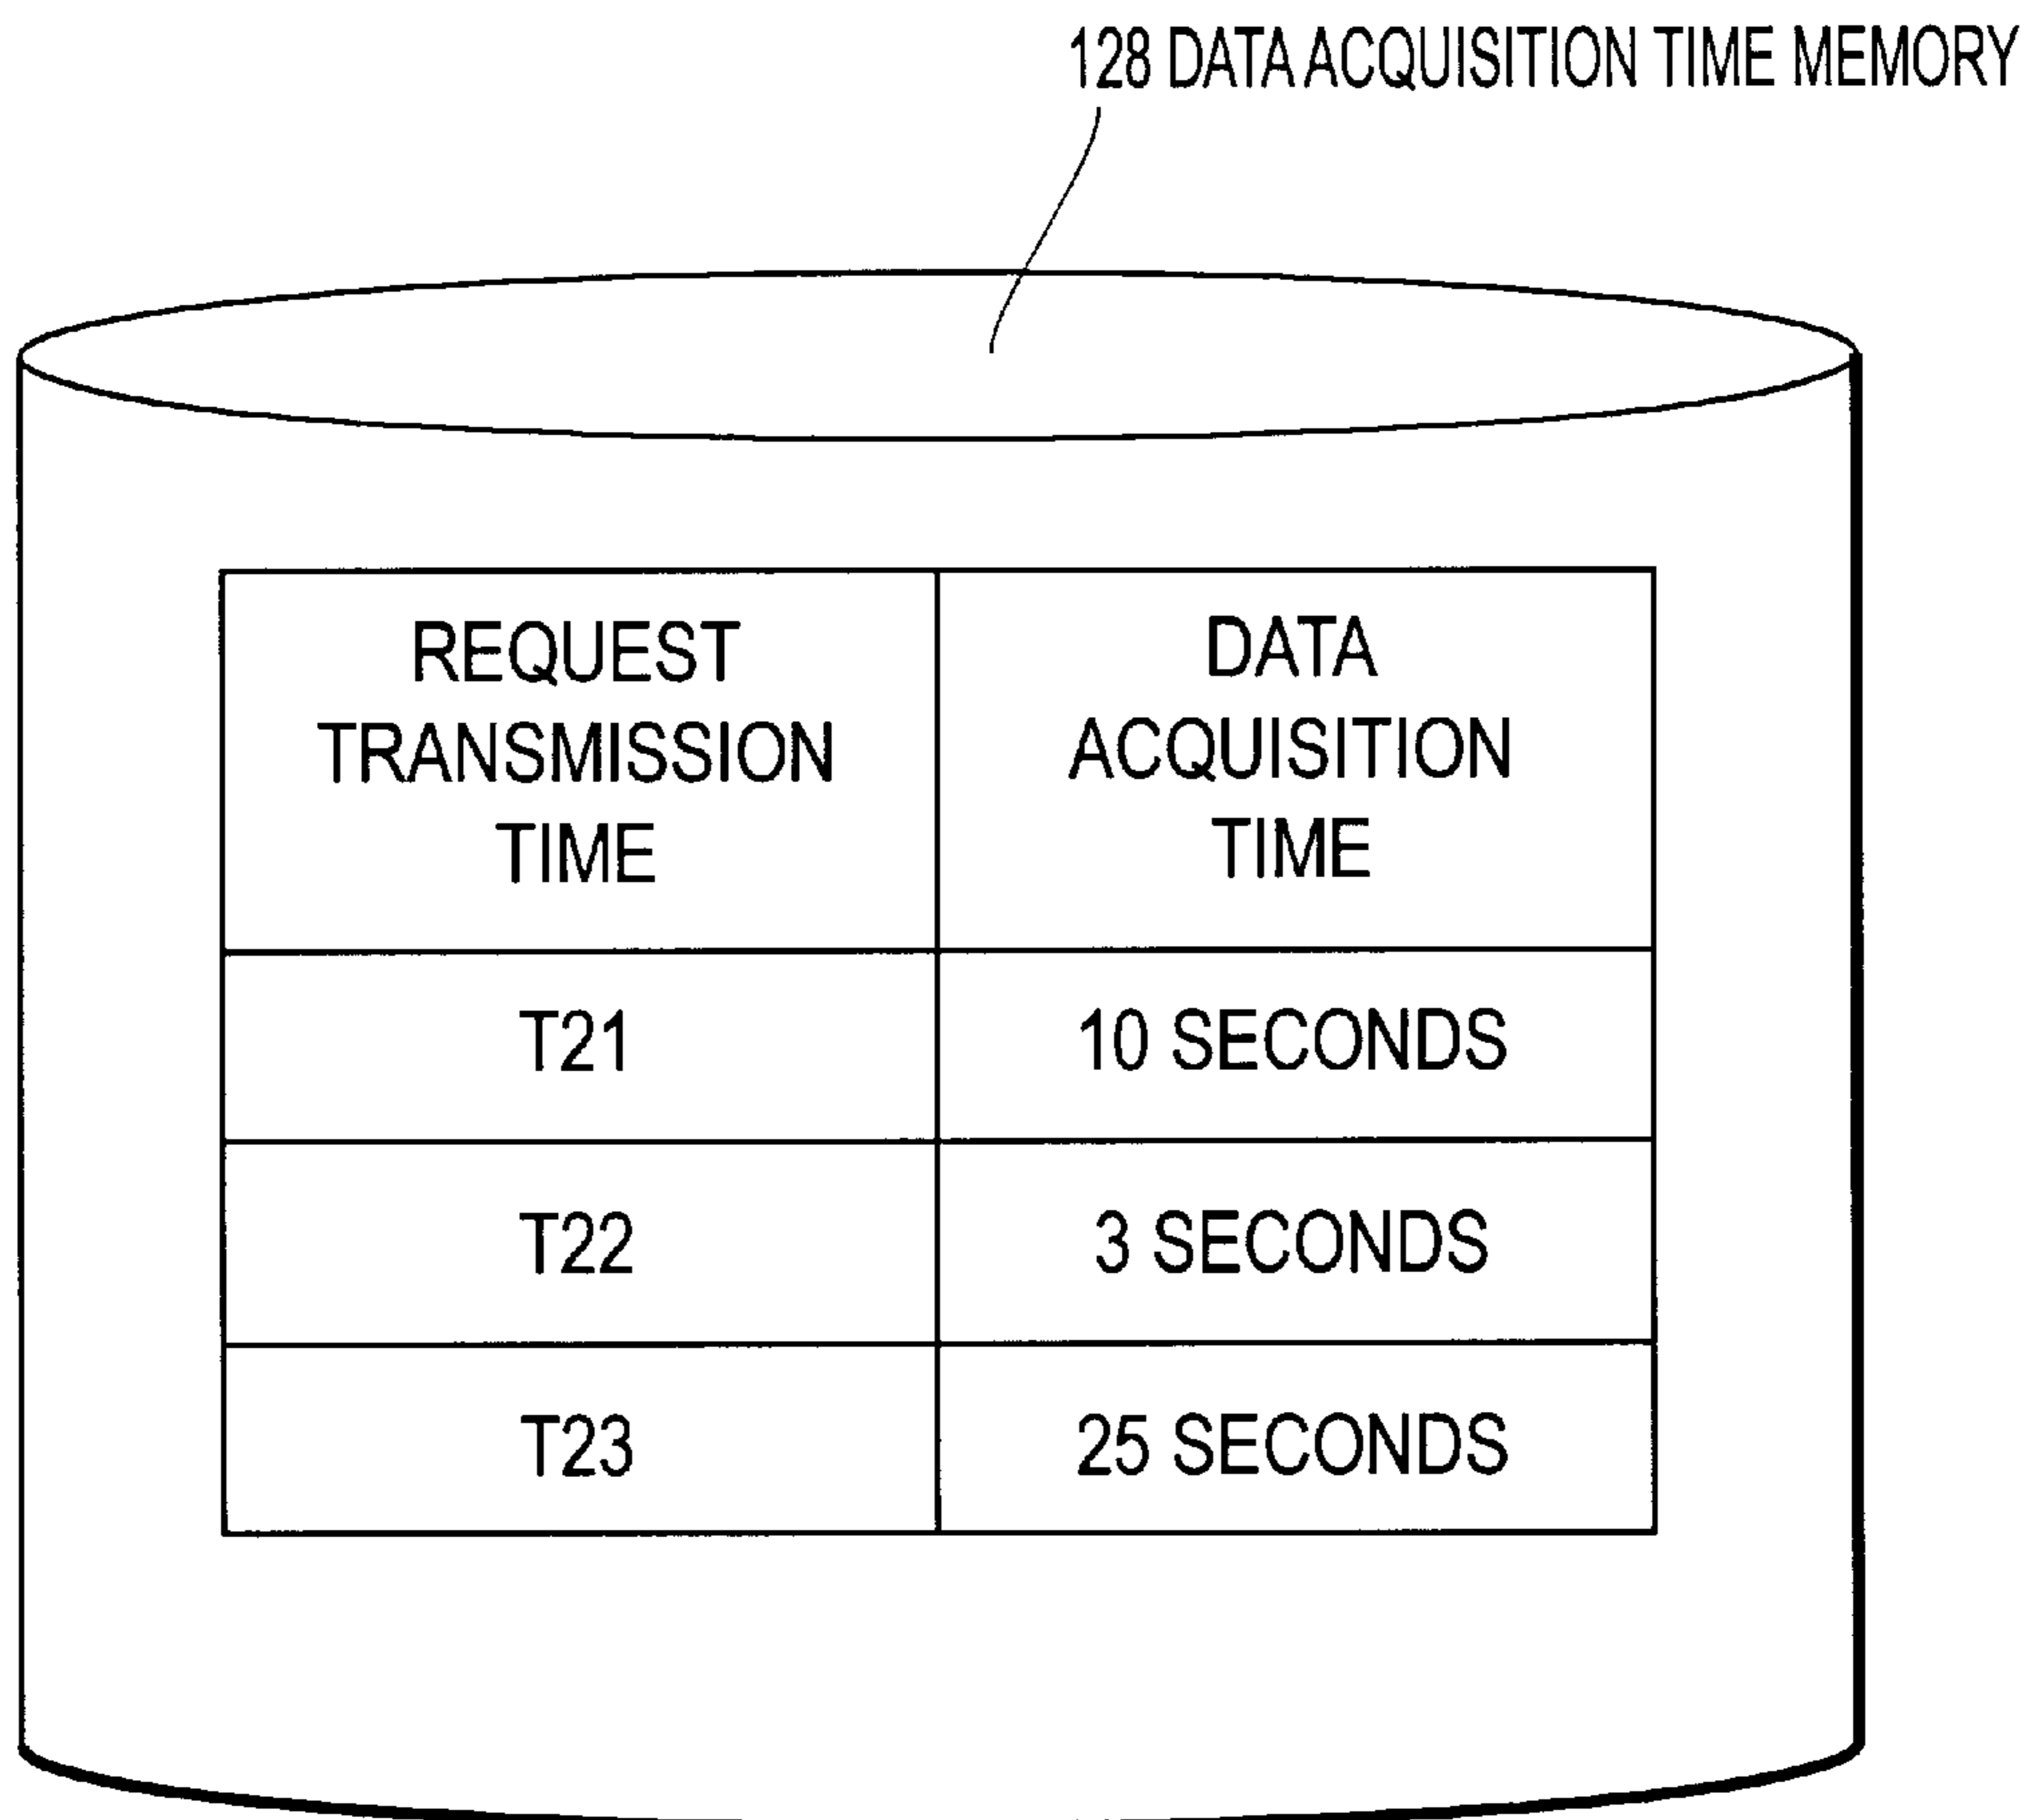 128 DATA ACQUISITION TIME MEMORY
REQUEST
TRANSMISSION
TIME
DATA
ACQUISITION
TIME
T21
10 SECONDS
T22
3 SECONDS
T23
25 SECONDS